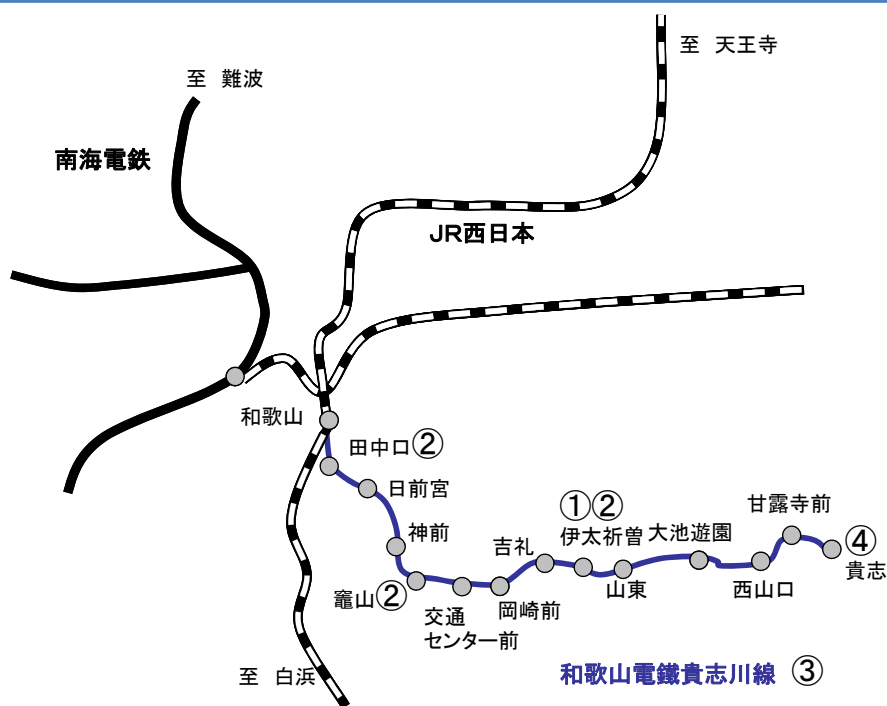 至 天王寺
至 難波
南海電鉄
JR西日本
和歌山
田中口②
日前宮
神前
竈山②
交通
センター前
岡崎前
吉礼
①②
伊太祈曽
山東
大池遊園
西山口
甘露寺前
④
貴志
至 白浜
和歌山電鐵貴志川線 ③